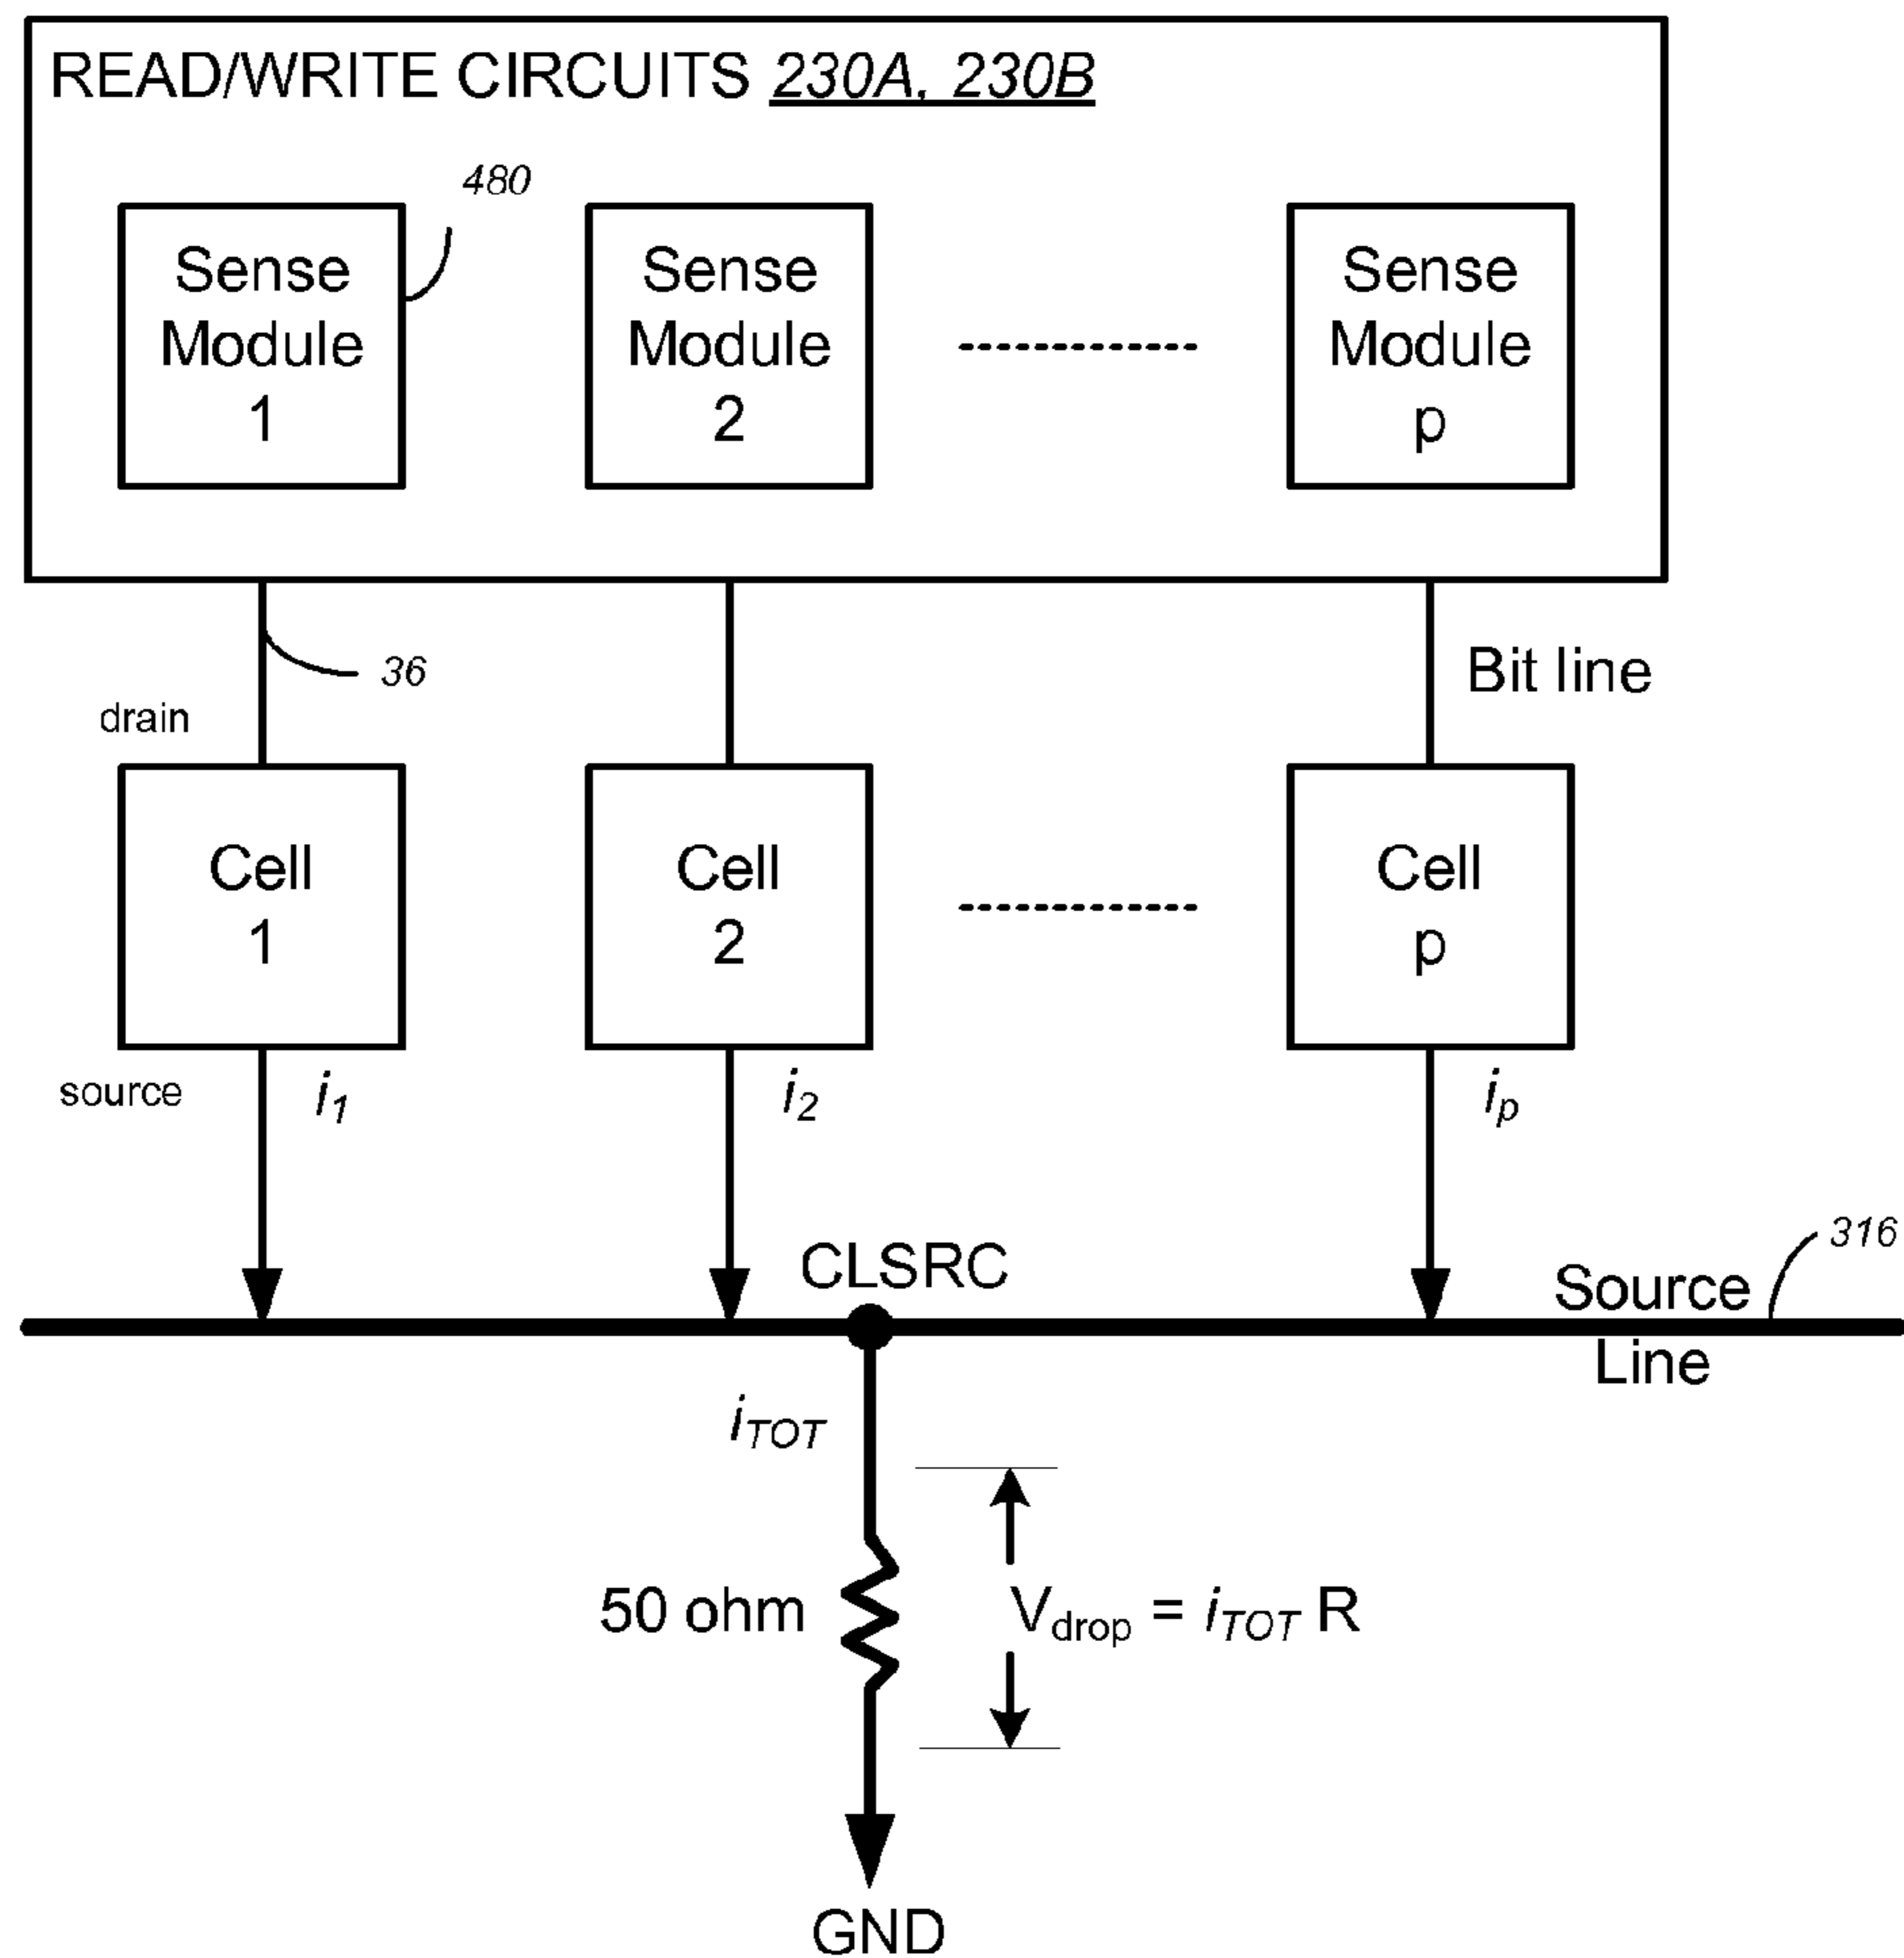 READ/WRITE CIRCUITS 230A, 230B
480
Sense
Module
1
Sense
Module
2
Sense
Module
p
36
drain
Bit line
Cell
1
Cell
2
Cell
p
source
i1
i2
ip
CLSRC
316
Source
Line
iTOT
50 ohm
Vdrop = iTOT R
GND